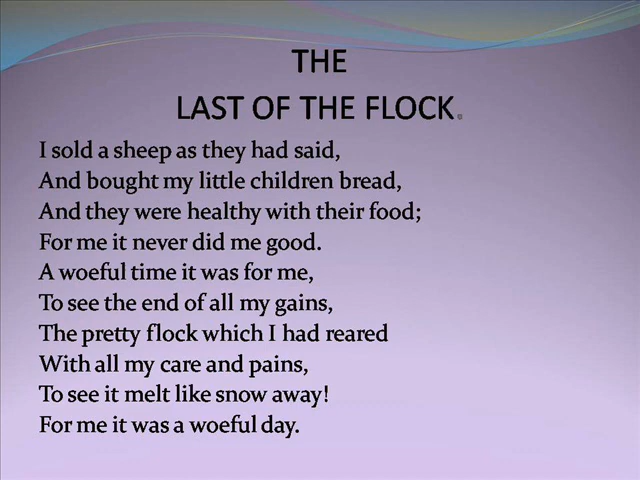 THE
LAST OF THE FLOCK.
I sold a sheep as they had said,
And bought my little children bread,
And they were healthy with their food;
For me it never did me good.
A woeful time it was for me,
To see the end of all my gains,
The pretty flock which I had reared
With all my care and pains,
To see it melt like snow away!
For me it was a woeful day.